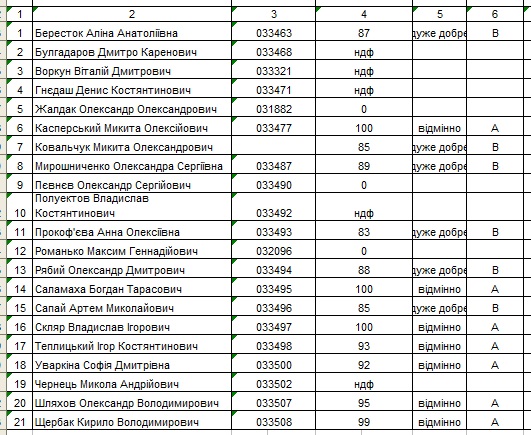 1 2 3 4 5 6
1 Бересток Аліна Анатоліївна 033463 87 дуже добре B
2 Булгадаров Дмитро Каренович 033468 ндф
3 Воркун Віталій Дмитрович 033321 ндф
4 Гнєдаш Денис Костянтинович 033471 ндф
5 Жалдак Олександр Олександрович 031882 0
6 Касперський Микита Олексійович 033477 100 відмінно A
7 Ковальчук Микита Олександрович 85 дуже добре B
8 Мирошниченко Олександра Сергіївна 033487 89 дуже добре B
9 Пєвнєв Олександр Сергійович 033490 0
Полуектов Владислав
10 Костянтинович 033492 ндф
11 Прокоф'єва Анна Олексіївна 033493 83 дуже добре B
12 Романько Максим Геннадійович 032096 0
13 Рябий Олександр Дмитрович 033494 88 дуже добре B
14 Саламаха Богдан Тарасович 033495 100 відмінно A
15 Сапай Артем Миколайович 033496 85 дуже добре B
16 Скляр Владислав Ігорович 033497 100 відмінно A
17 Теплицький Ігор Костянтинович 033498 93 відмінно A
18 Уваркіна Софія Дмитрівна 033500 92 відмінно A
19 Чернець Микола Андрійович 033502 ндф
20 Шляхов Олександр Володимирович 033507 95 відмінно A
21 Щербак Кирило Володимирович 033508 99 відмінно A